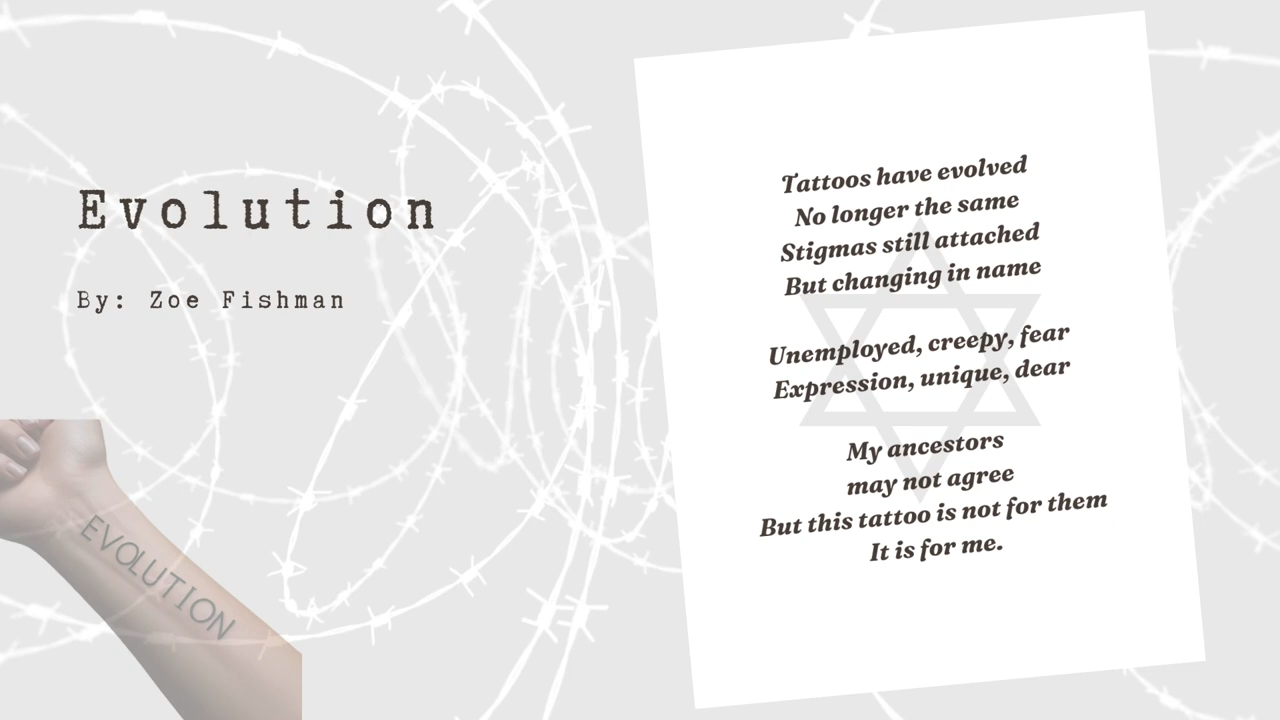 Evolution
By: Zoe Fishman
EVOLUTION
Tattoos have evolved
No longer the same
Stigmas still attached
But changing in name
Unemployed, creepy, fear
Expression, unique, dear
My ancestors
may not agree
But this tattoo is not for them
It is for me.